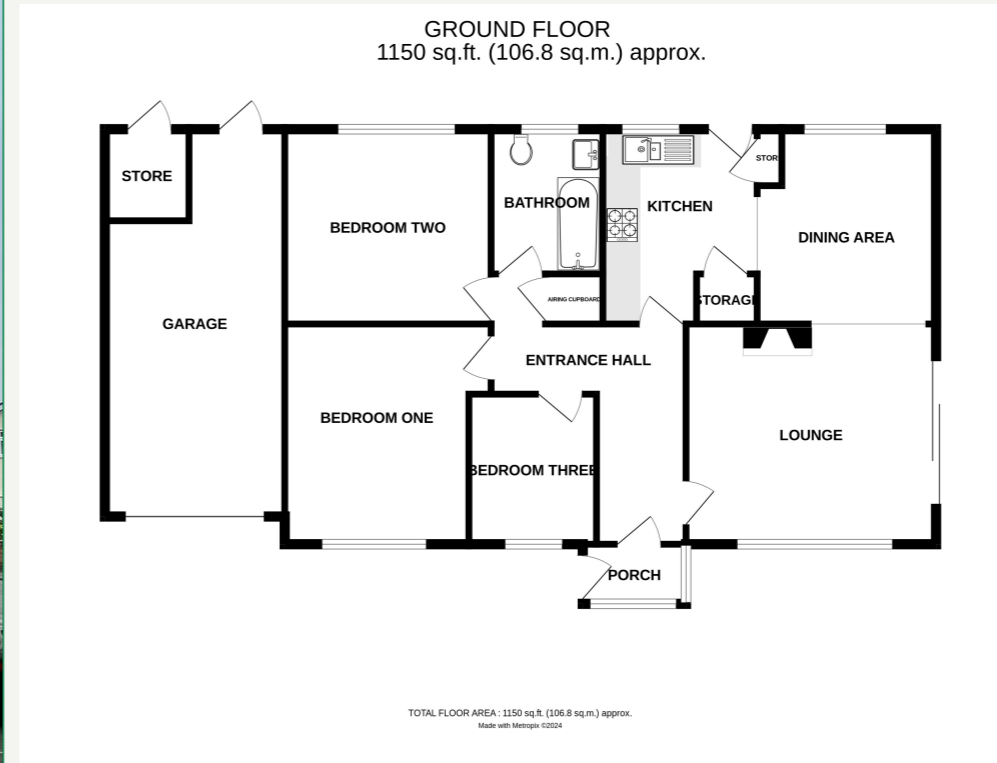 GROUND FLOOR
1150 sq.ft. (106.8 sq.m.) approx.
STORE
STOR
BATHROOM
KITCHEN
BEDROOM TWO
DINING AREA
AIRING CUPBOARD
STORAGE
GARAGE
ENTRANCE HALL
BEDROOM ONE
LOUNGE
BEDROOM THREE
PORCH
TOTAL FLOOR AREA : 1150 sq.ft. (106.8 sq.m.) approx.
Made with Metropix ©2024